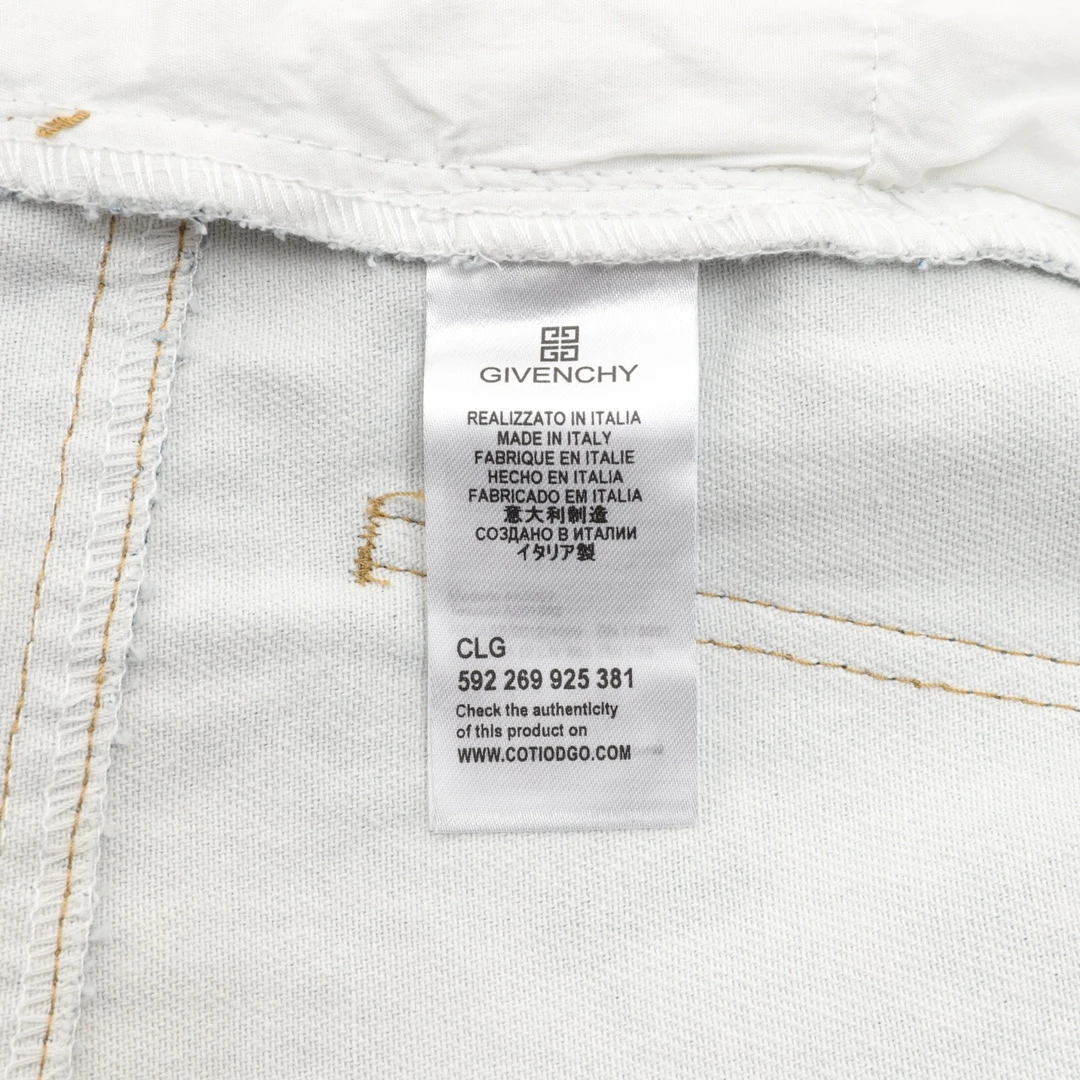 GIVENCHY
REALIZZATO IN ITALIA
MADE IN ITALY
FABRIQUE EN ITALIE
HECHO EN ITALIA
FABRICADO EM ITALIA
意大利制造
СОЗДАНО В ИТАЛИИ
イタリア製
CLG
592 269 925 381
Check the authenticity
of this product on
WWW.COTIODGO.COM